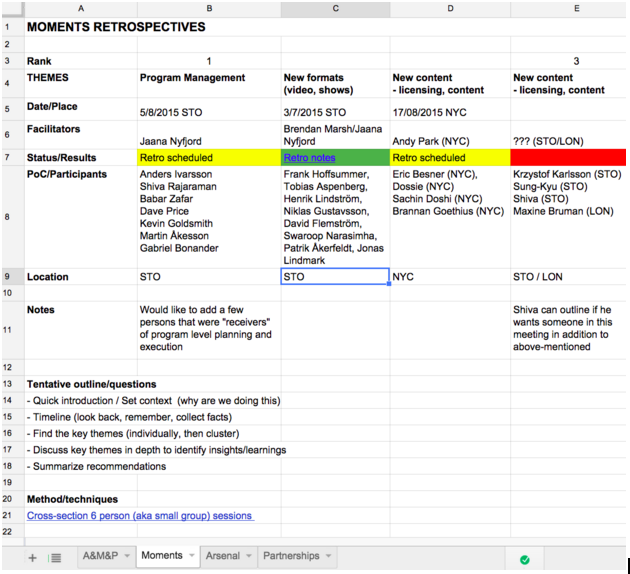 A B C D E
1 MOMENTS RETROSPECTIVES
2
3 Rank 1 3
4 THEMES Program Management New formats New content New content
(video, shows) - licensing, content - licensing, content
5 Date/Place 5/8/2015 STO 3/7/2015 STO 17/08/2015 NYC
6 Facilitators Jaana Nyfjord Brendan Marsh/Jaana Andy Park (NYC) ??? (STO/LON)
Nyfjord
7 Status/Results Retro scheduled Retro notes Retro scheduled
8 PoC/Participants Anders Ivarsson Frank Hoffsummer, Eric Besner (NYC), Krzystof Karlsson (STO)
Shiva Rajaraman Tobias Aspenberg, Dossie (NYC) Sung-Kyu (STO)
Babar Zafar Henrik Lindström, Sachin Doshi (NYC) Shiva (STO)
Dave Price Niklas Gustavsson, Brannan Goethius (NYC) Maxine Bruman (LON)
Kevin Goldsmith David Flemström,
Martin Åkesson Swaroop Narasimha,
Gabriel Bonander Patrik Åkerfeldt, Jonas
Lindmark
9 Location STO STO NYC STO / LON
10
11 Notes Would like to add a few Shiva can outline if he
persons that were "receivers" wants someone in this
of program level planning and meeting in addition to
execution above-mentioned
12
13 Tentative outline/questions
14 - Quick introduction / Set context (why are we doing this)
15 - Timeline (look back, remember, collect facts)
16 - Find the key themes (individually, then cluster)
17 - Discuss key themes in depth to identify insights/learnings
18 - Summarize recommendations
19
20 Method/techniques
21 Cross-section 6 person (aka small group) sessions
22
A&M&P Moments Arsenal Partnerships